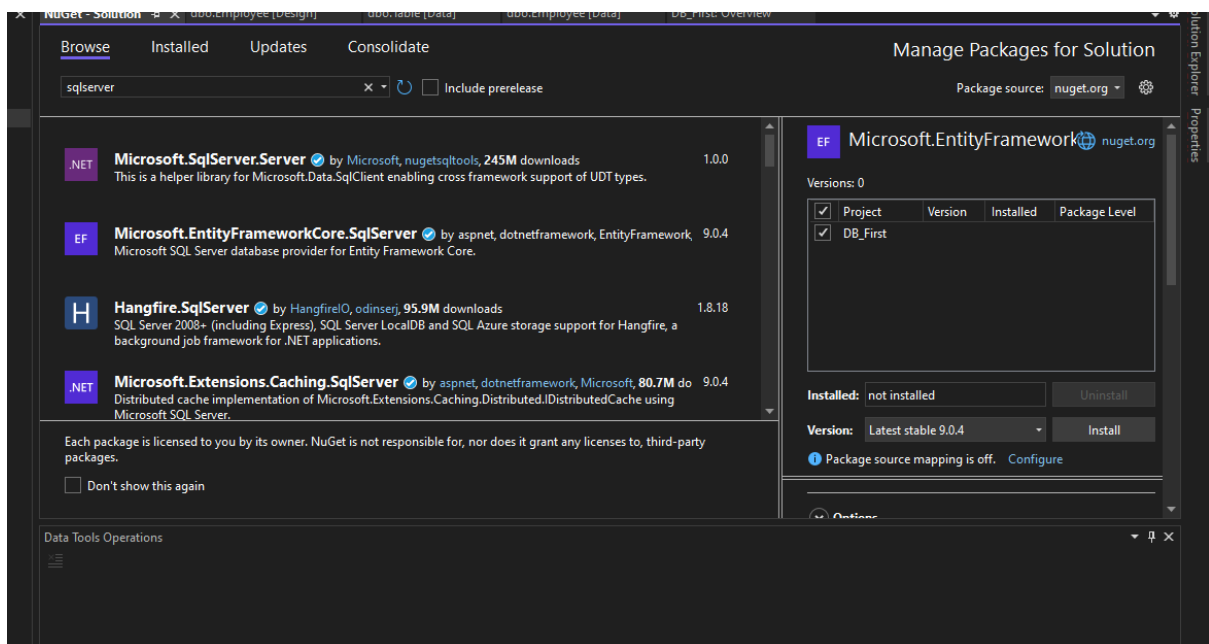 NuGet - Solution dbo.Employee [Design] dbo.Table [Data] dbo.Employee [Data] DB_First: Overview
Browse Installed Updates Consolidate
Manage Packages for Solution
sqlserver
Include prerelease
Package source: nuget.org
.NET
Microsoft.SqlServer.Server by Microsoft, nugetsqltools, 245M downloads 1.0.0
This is a helper library for Microsoft.Data.SqlClient enabling cross framework support of UDT types.
EF
Microsoft.EntityFrameworkCore.SqlServer by aspnet, dotnetframework, EntityFramework, 9.0.4
Microsoft SQL Server database provider for Entity Framework Core.
H
Hangfire.SqlServer by HangfireIO, odinserj, 95.9M downloads 1.8.18
SQL Server 2008+ (including Express), SQL Server LocalDB and SQL Azure storage support for Hangfire, a
background job framework for .NET applications.
.NET
Microsoft.Extensions.Caching.SqlServer by aspnet, dotnetframework, Microsoft, 80.7M do 9.0.4
Distributed cache implementation of Microsoft.Extensions.Caching.Distributed.IDistributedCache using
Microsoft SQL Server.
Each package is licensed to you by its owner. NuGet is not responsible for, nor does it grant any licenses to, third-party
packages.
Don't show this again
EF
Microsoft.EntityFramework nuget.org
Versions: 0
Project Version Installed Package Level
DB_First
Installed: not installed Uninstall
Version: Latest stable 9.0.4 Install
Package source mapping is off. Configure
Options
Data Tools Operations
olution Explorer
Properties